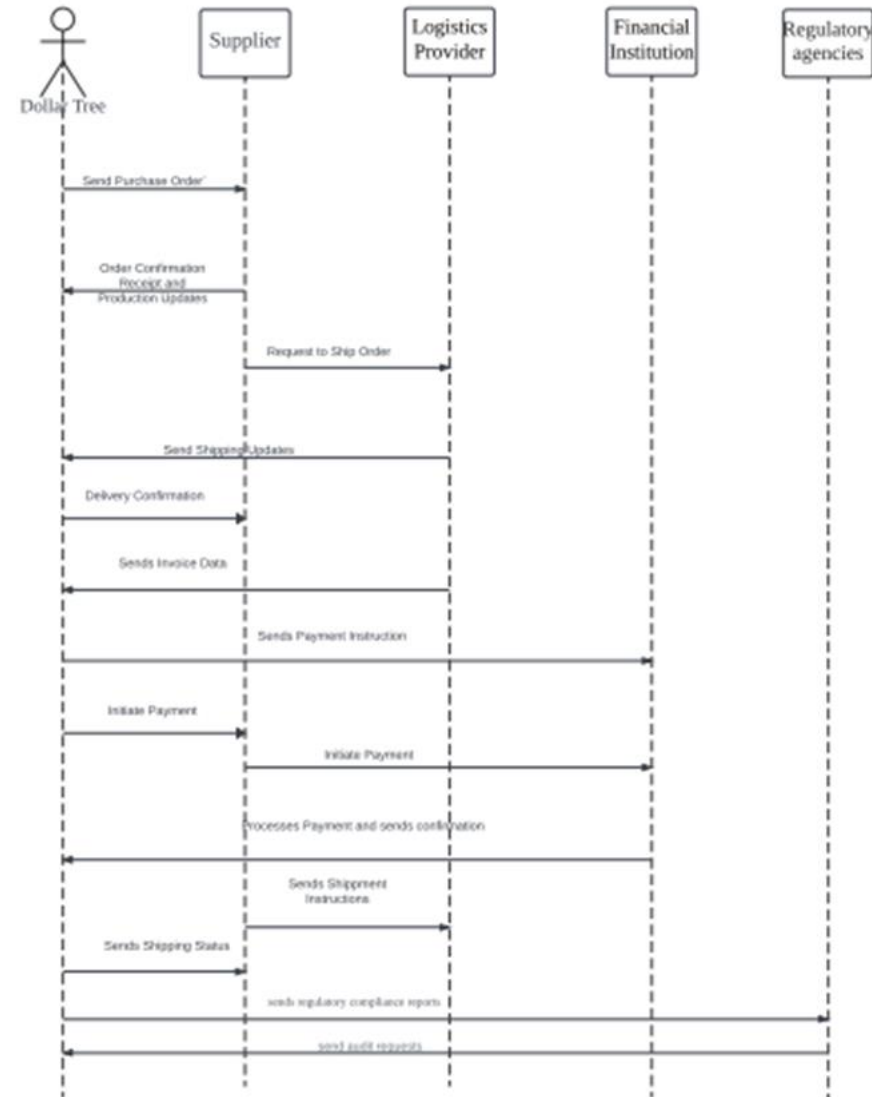 Supplier
Logistics
Provider
Financial
Institution
Regulatory
agencies
Dollar Tree
Send Purchase Order`
Order Confirmation
Receipt and
Production Updates
Request to Ship Order
Send Shipping Updates
Delivery Confirmation
Sends Invoice Data
Sends Payment Instruction
Initiate Payment
Initiate Payment
Processes Payment and sends confirmation
Sends Shippment
Instructions
Sends Shipping Status
sends regulatory compliance reports
send audit requests